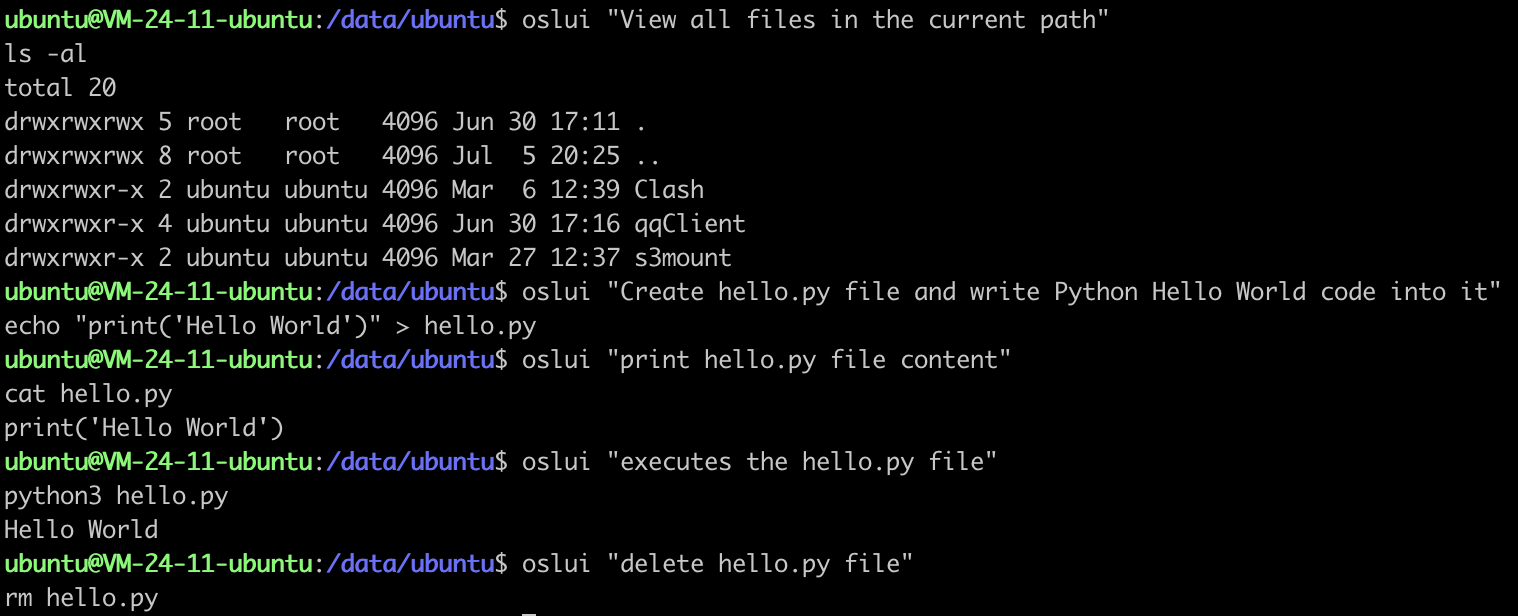 ubuntu@VM-24-11-ubuntu:/data/ubuntu$ oslui "View all files in the current path"
ls -al
total 20
drwxrwxrwx 5 root   root   4096 Jun 30 17:11 .
drwxrwxrwx 8 root   root   4096 Jul  5 20:25 ..
drwxrwxr-x 2 ubuntu ubuntu 4096 Mar  6 12:39 Clash
drwxrwxr-x 4 ubuntu ubuntu 4096 Jun 30 17:16 qqClient
drwxrwxr-x 2 ubuntu ubuntu 4096 Mar 27 12:37 s3mount
ubuntu@VM-24-11-ubuntu:/data/ubuntu$ oslui "Create hello.py file and write Python Hello World code into it"
echo "print('Hello World')" > hello.py
ubuntu@VM-24-11-ubuntu:/data/ubuntu$ oslui "print hello.py file content"
cat hello.py
print('Hello World')
ubuntu@VM-24-11-ubuntu:/data/ubuntu$ oslui "executes the hello.py file"
python3 hello.py
Hello World
ubuntu@VM-24-11-ubuntu:/data/ubuntu$ oslui "delete hello.py file"
rm hello.py